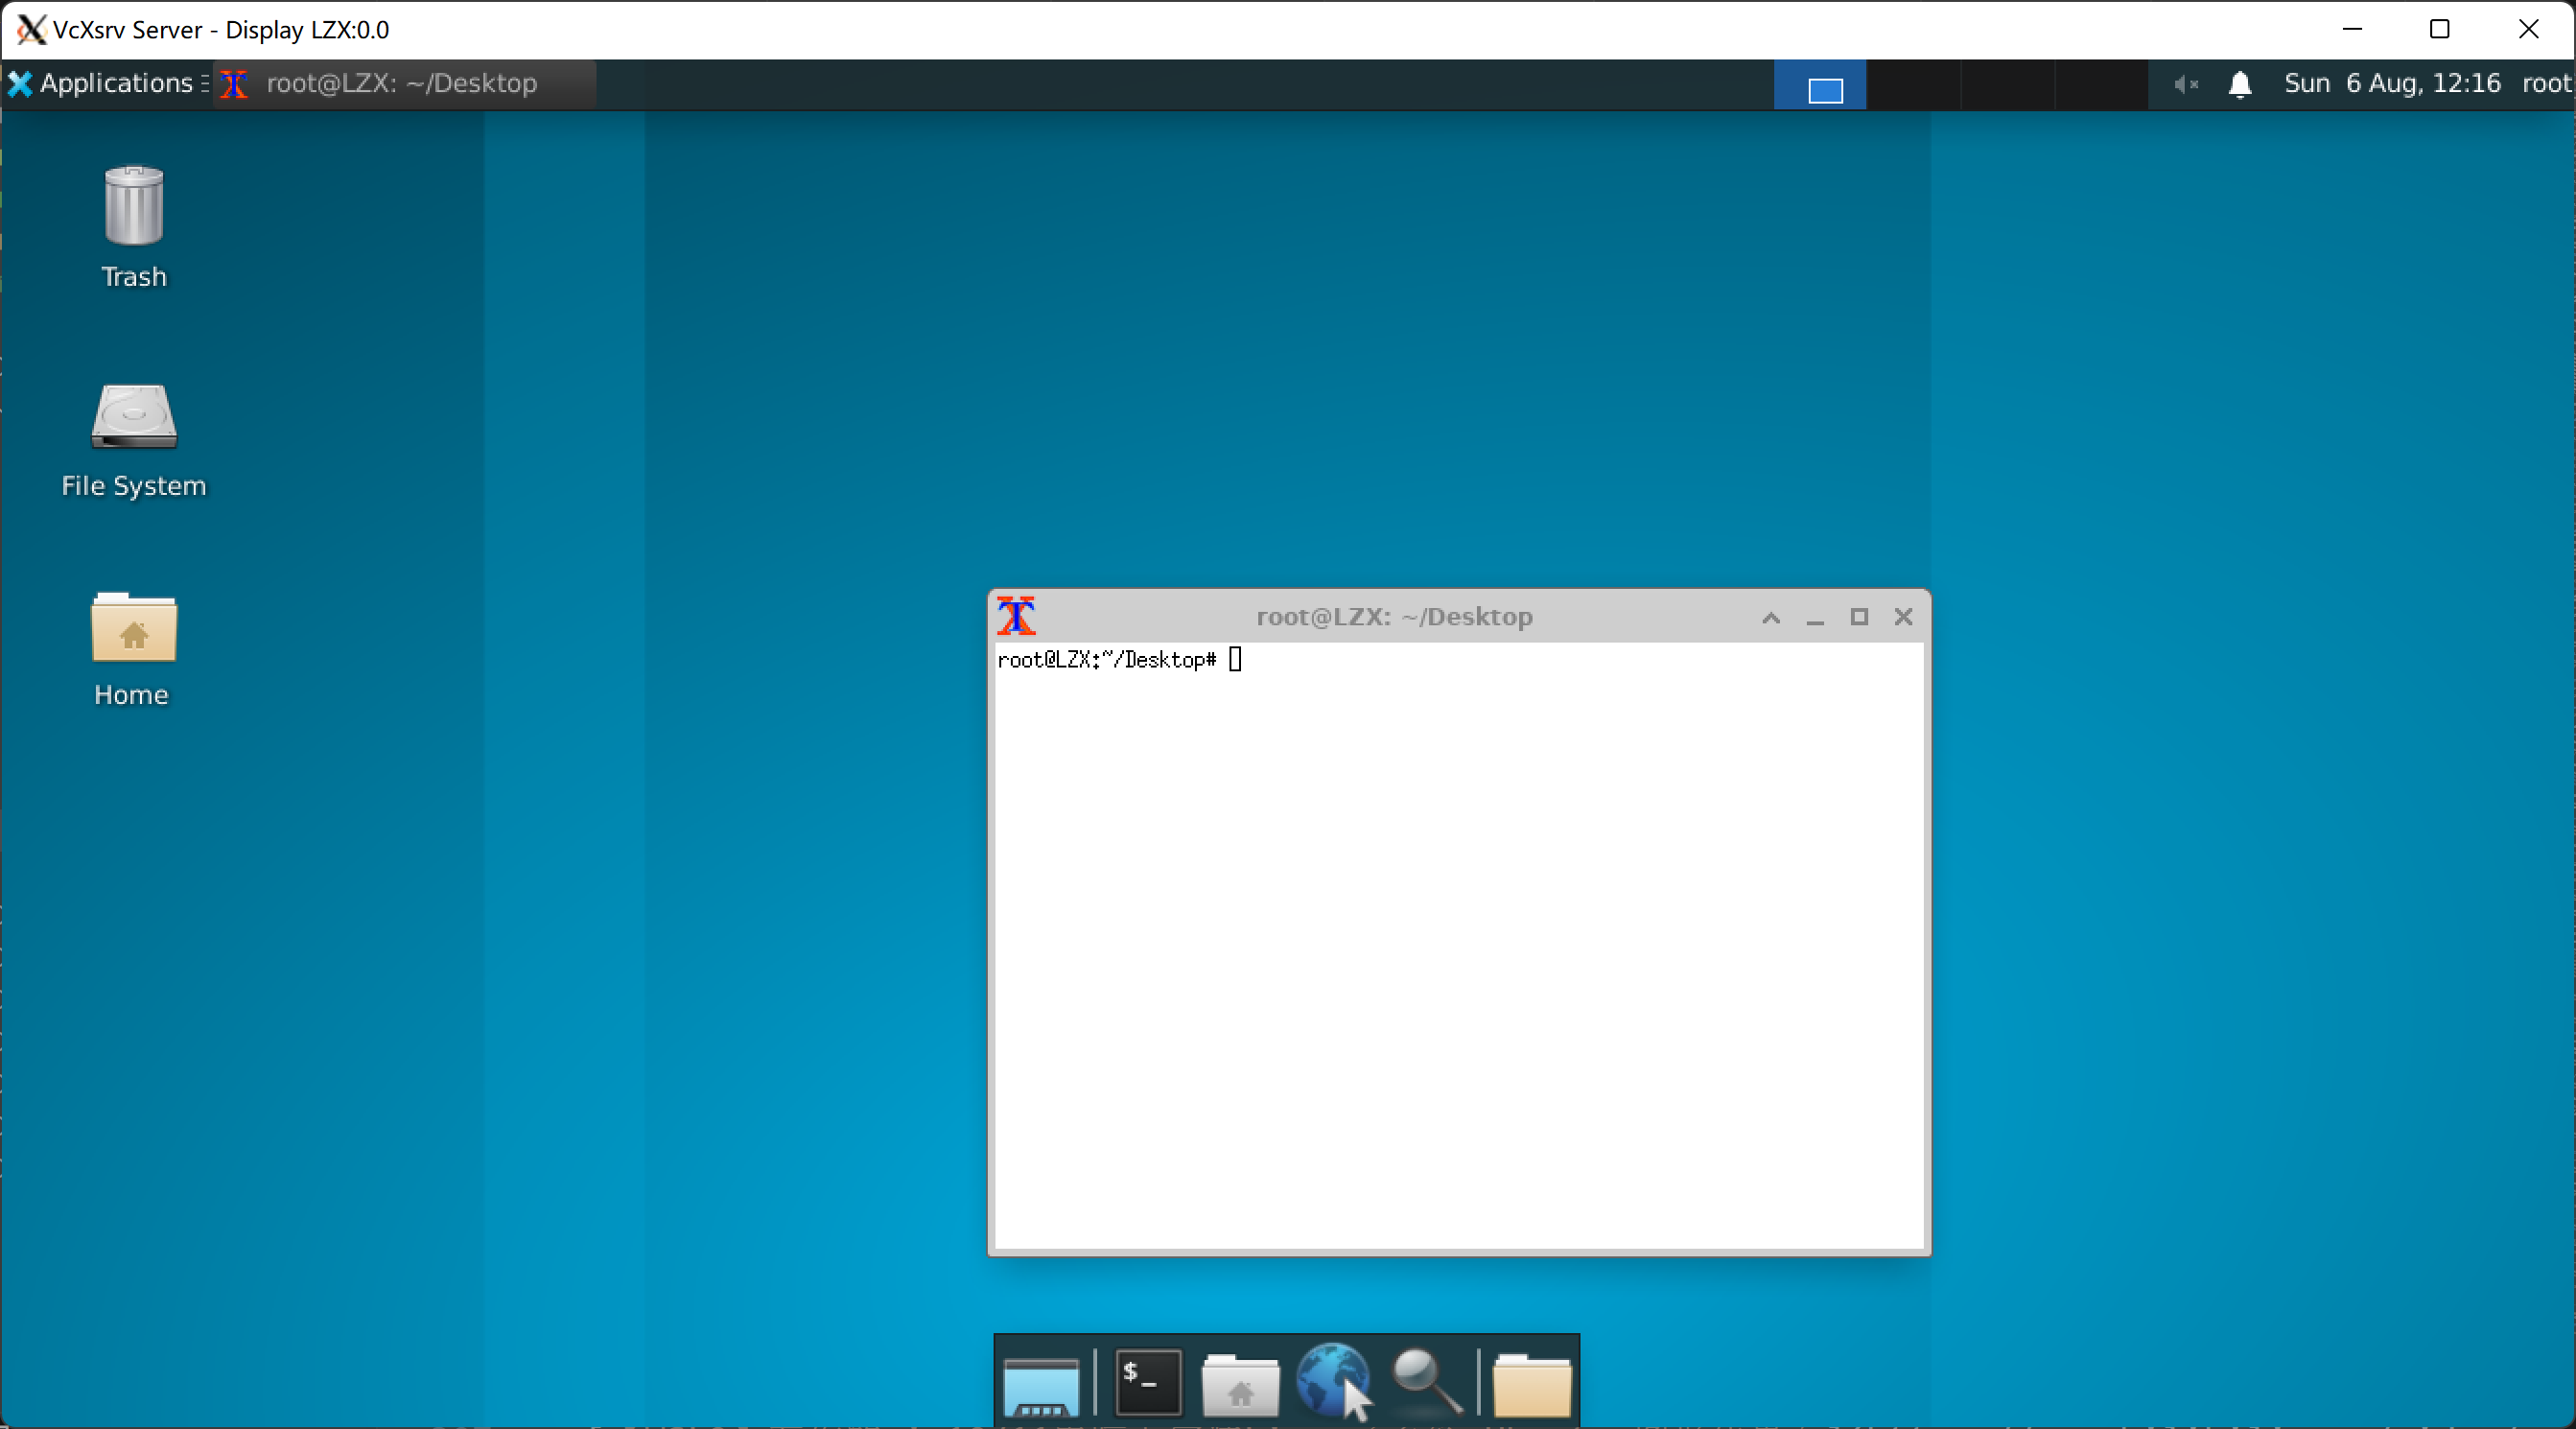 VcXsrv Server - Display LZX:0.0
Applications
root@LZX: ~/Desktop
Sun 6 Aug, 12:16
root
Trash
File System
Home
root@LZX: ~/Desktop
root@LZX:~/Desktop#
$_